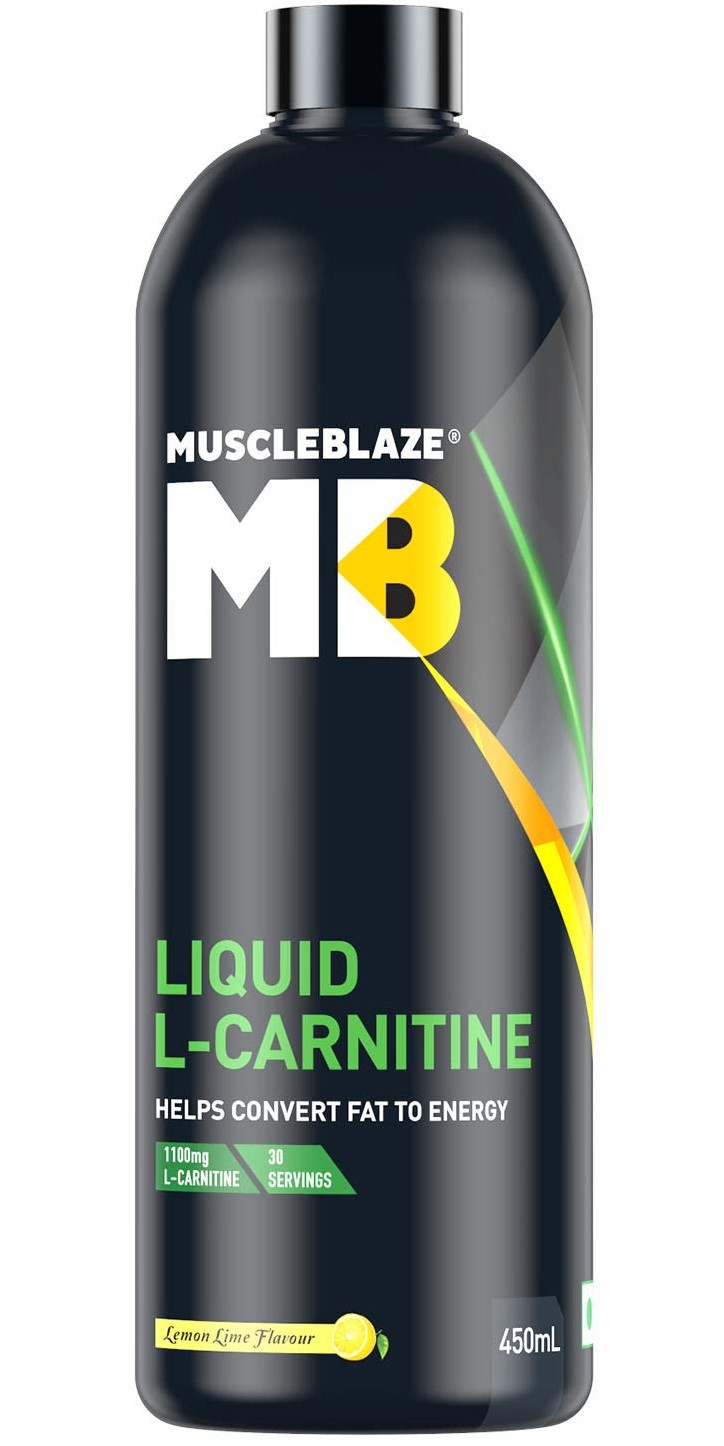 MUSCLEBLAZE®
MB
LIQUID
L-CARNITINE
HELPS CONVERT FAT TO ENERGY
1100mg
L-CARNITINE
30
SERVINGS
Lemon Lime Flavour
450mL